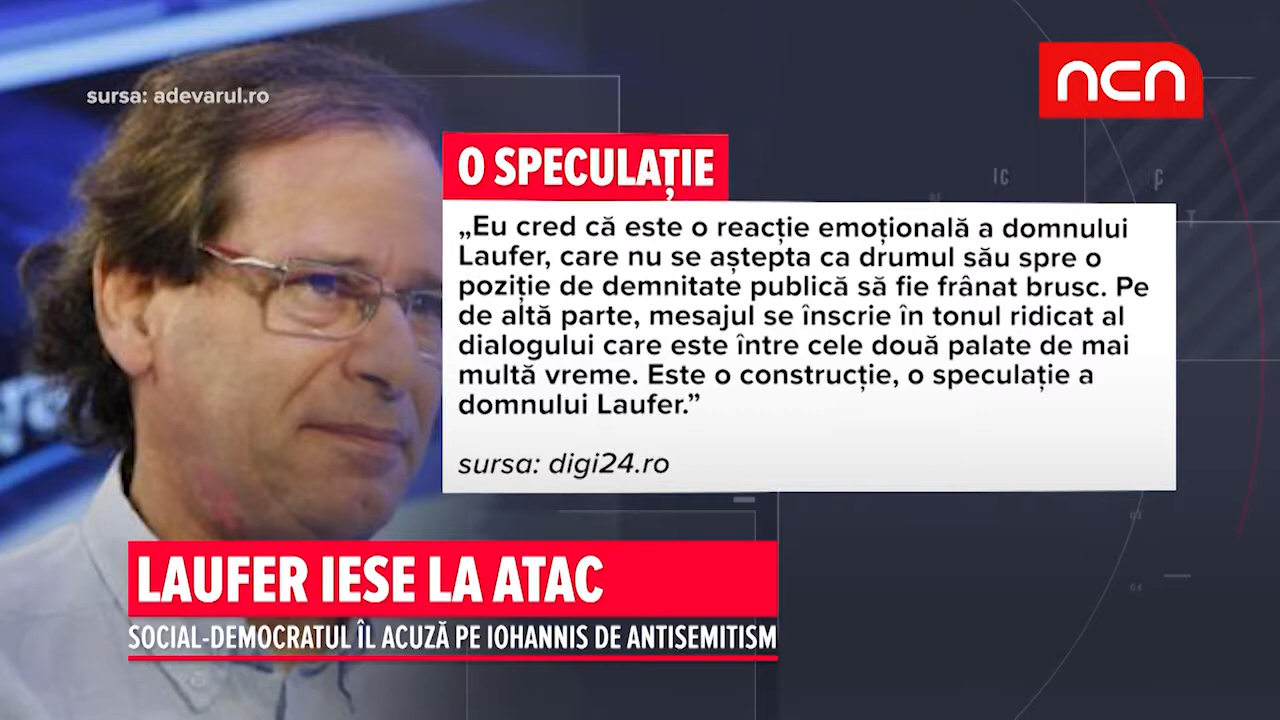 sursa: adevarul.ro
ncn
O SPECULAȚIE
„Eu cred că este o reacție emoțională a domnului
Laufer, care nu se aștepta ca drumul său spre o
poziție de demnitate publică să fie frânat brusc. Pe
de altă parte, mesajul se înscrie în tonul ridicat al
dialogului care este între cele două palate de mai
multă vreme. Este o construcție, o speculație a
domnului Laufer.”
sursa: digi24.ro
LAUFER IESE LA ATAC
SOCIAL-DEMOCRATUL ÎL ACUZĂ PE IOHANNIS DE ANTISEMITISM